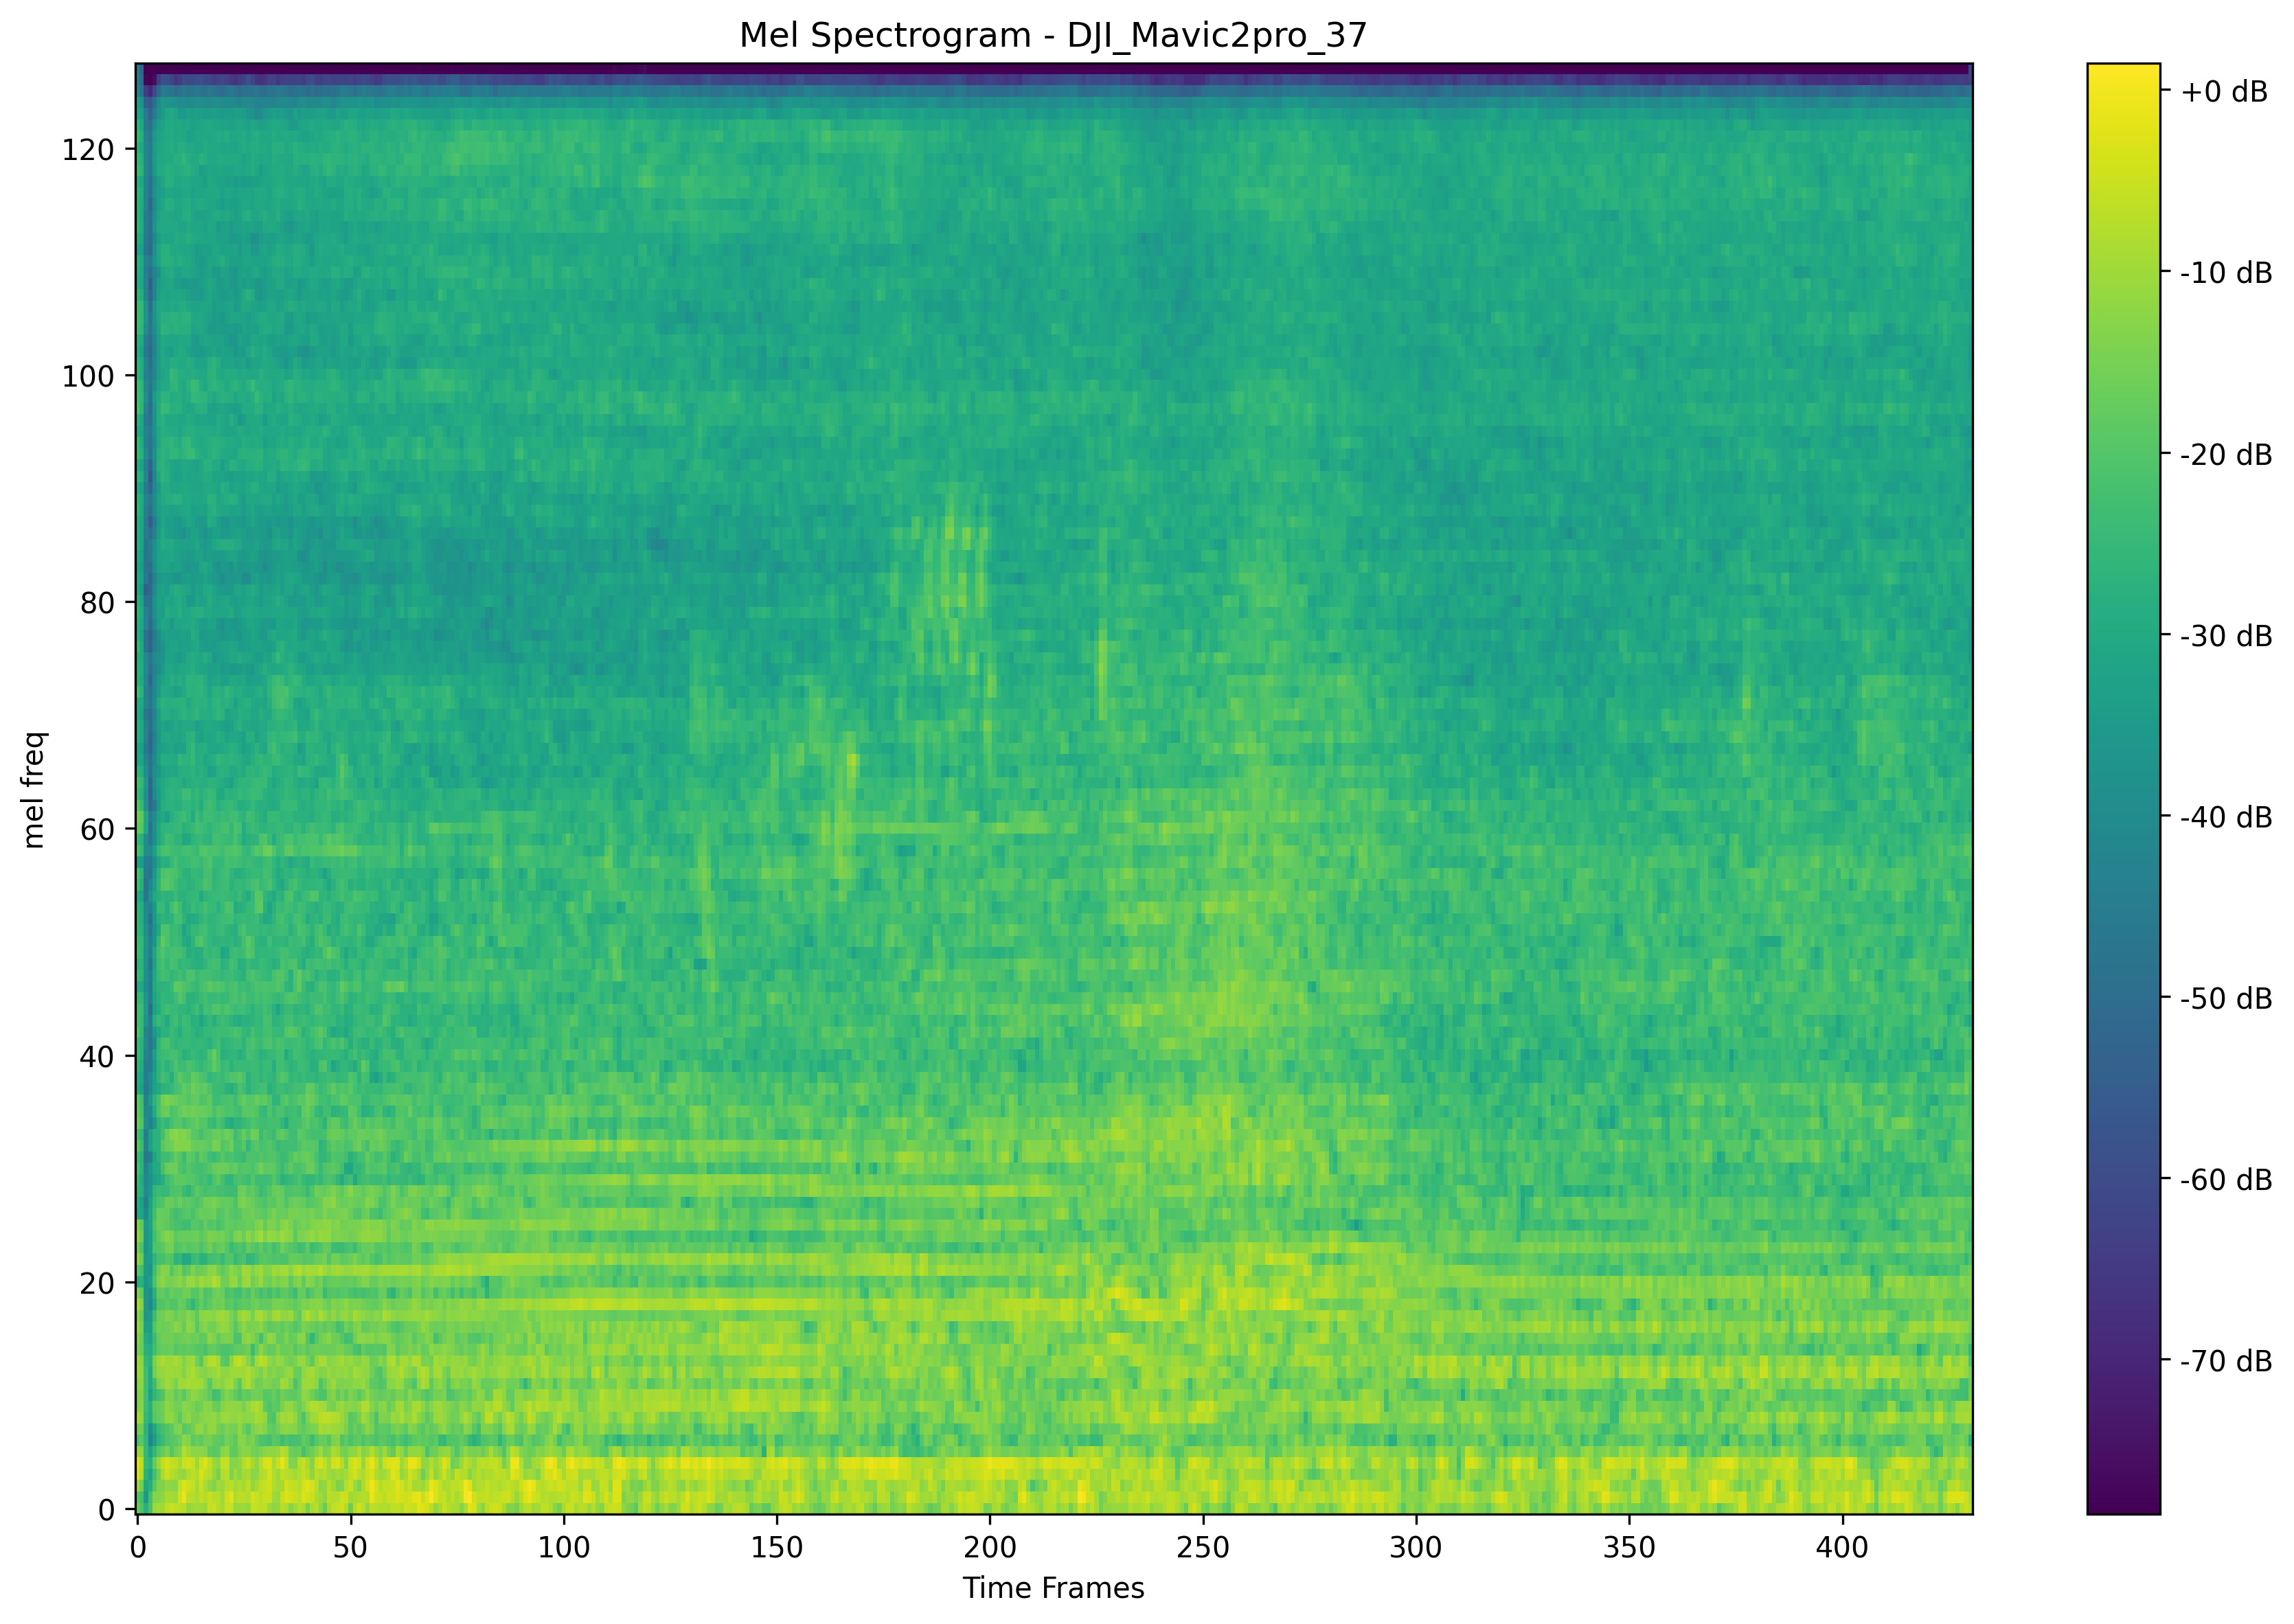 Mel Spectrogram - DJI_Mavic2pro_37
mel freq
120
100
80
60
40
20
0
0 50 100 150 200 250 300 350 400
Time Frames
+0 dB
-10 dB
-20 dB
-30 dB
-40 dB
-50 dB
-60 dB
-70 dB